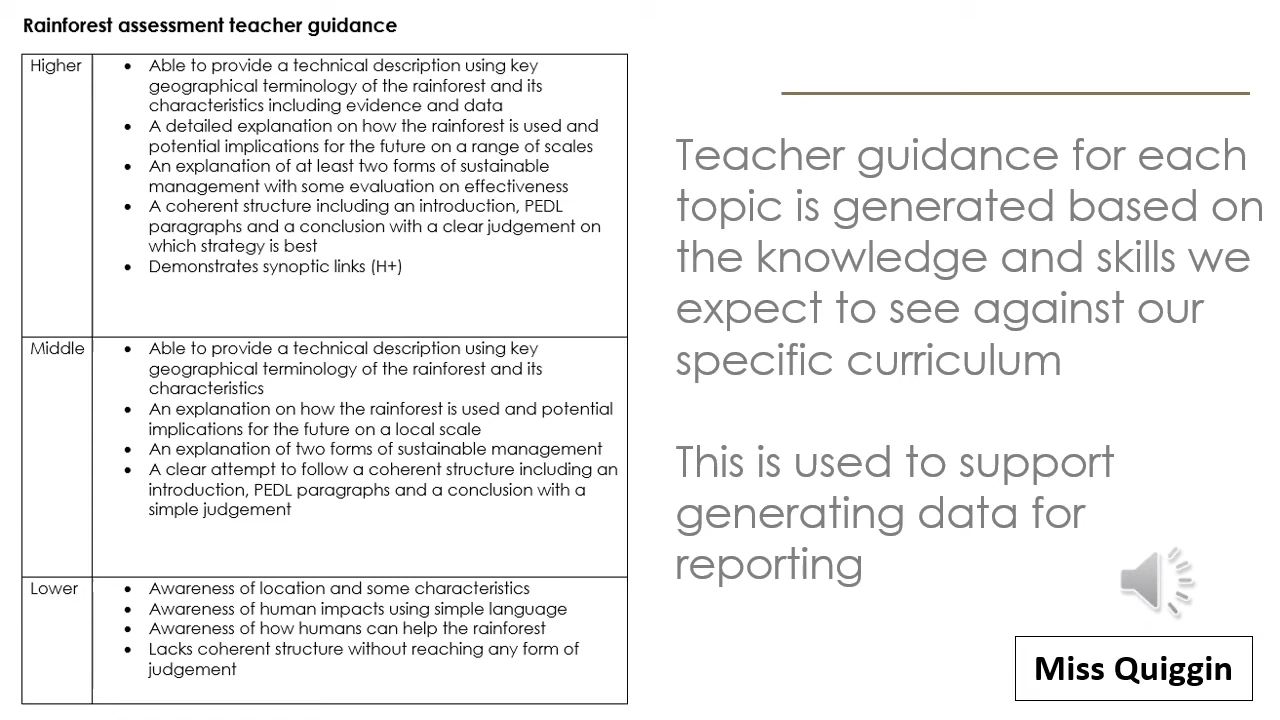 Rainforest assessment teacher guidance
Higher
• Able to provide a technical description using key
geographical terminology of the rainforest and its
characteristics including evidence and data
• A detailed explanation on how the rainforest is used and
potential implications for the future on a range of scales
• An explanation of at least two forms of sustainable
management with some evaluation on effectiveness
• A coherent structure including an introduction, PEDL
paragraphs and a conclusion with a clear judgement on
which strategy is best
• Demonstrates synoptic links (H+)
Middle
• Able to provide a technical description using key
geographical terminology of the rainforest and its
characteristics
• An explanation on how the rainforest is used and potential
implications for the future on a local scale
• An explanation of two forms of sustainable management
• A clear attempt to follow a coherent structure including an
introduction, PEDL paragraphs and a conclusion with a
simple judgement
Lower
• Awareness of location and some characteristics
• Awareness of human impacts using simple language
• Awareness of how humans can help the rainforest
• Lacks coherent structure without reaching any form of
judgement
Teacher guidance for each
topic is generated based on
the knowledge and skills we
expect to see against our
specific curriculum
This is used to support
generating data for
reporting
Miss Quiggin